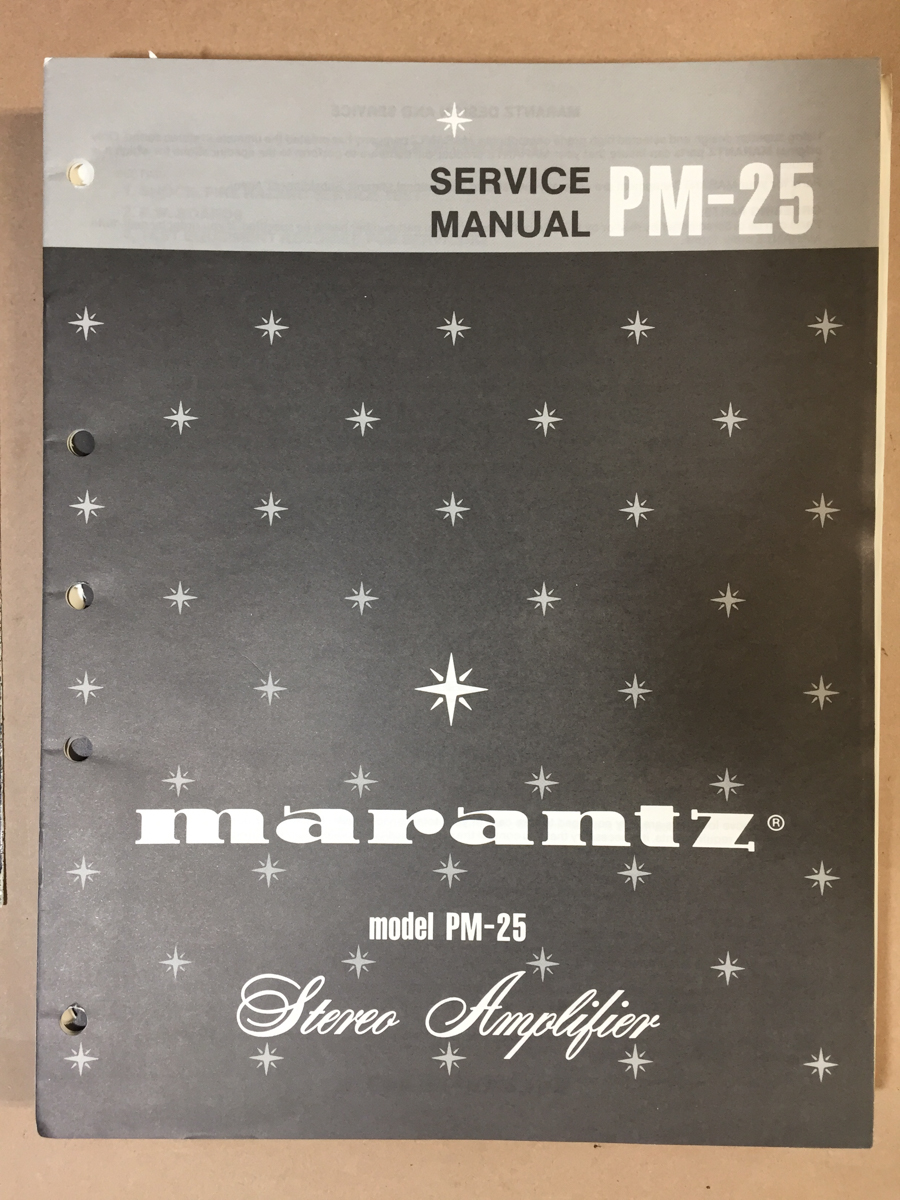 SERVICE
MANUAL PM-25
marantz®
model PM-25
Stereo Amplifier